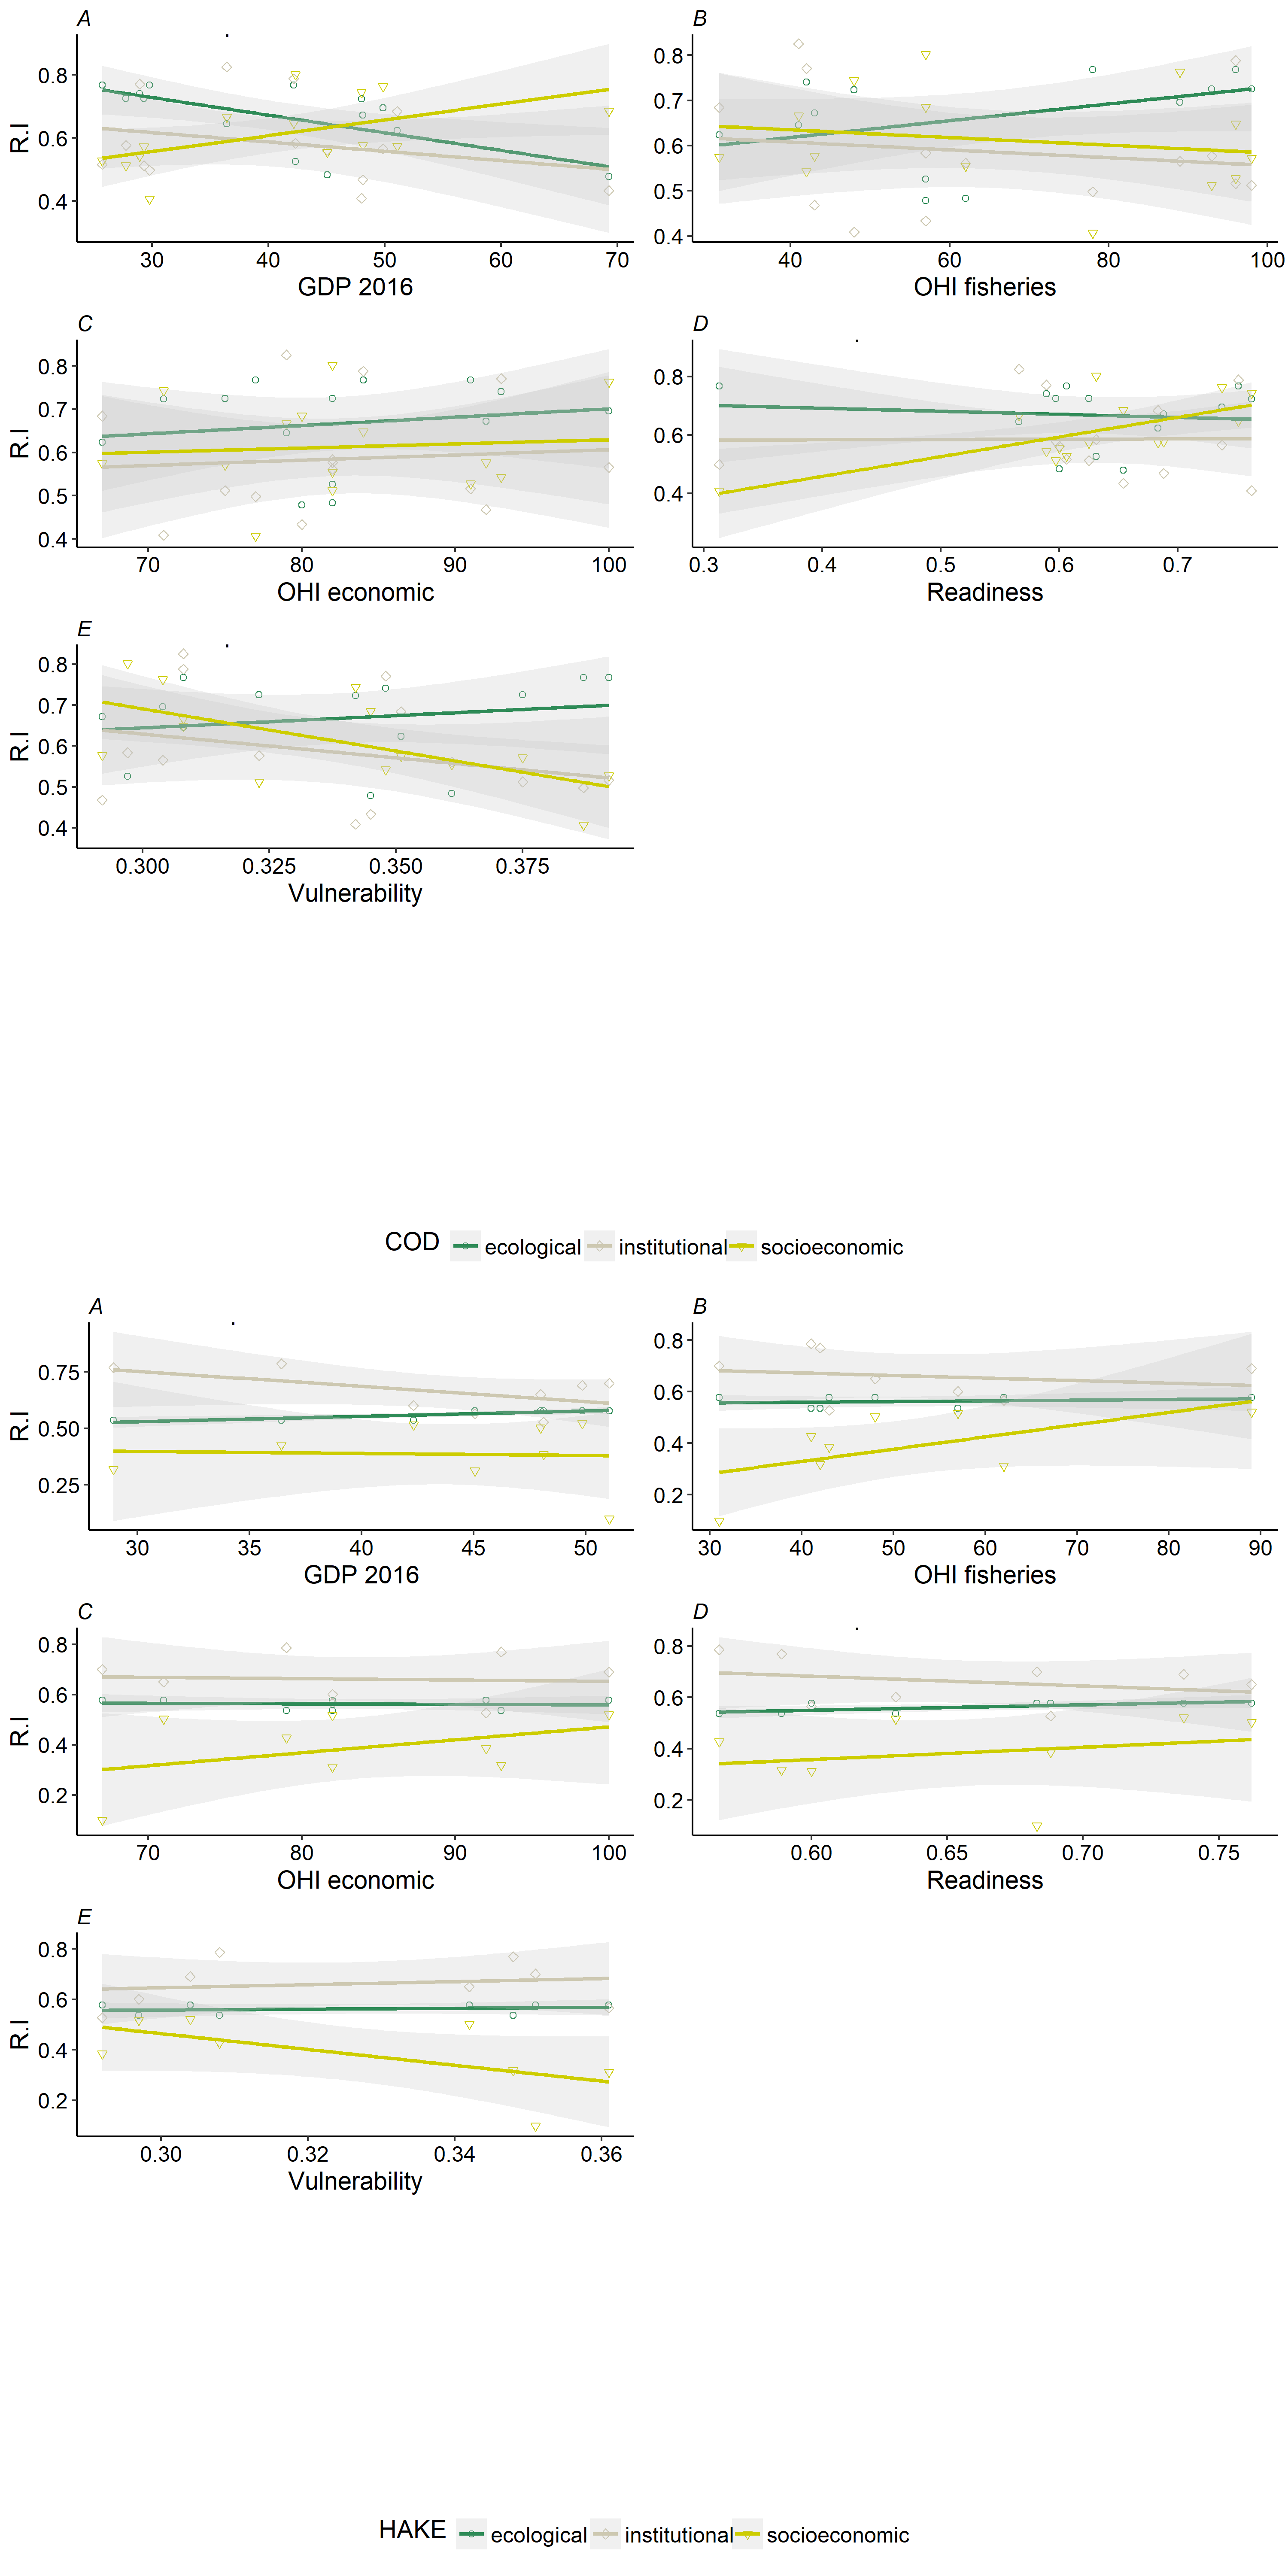 A
B
R.I
0.8
0.6
0.4
30 40 50 60 70
GDP 2016
0.8
0.7
0.6
0.5
0.4
40 60 80 100
OHI fisheries
C
D
R.I
0.8
0.7
0.6
0.5
0.4
70 80 90 100
OHI economic
0.8
0.6
0.4
0.3 0.4 0.5 0.6 0.7
Readiness
E
R.I
0.8
0.7
0.6
0.5
0.4
0.300 0.325 0.350 0.375
Vulnerability
COD ecological institutional socioeconomic
A
B
R.I
0.75
0.50
0.25
30 35 40 45 50
GDP 2016
0.8
0.6
0.4
0.2
30 40 50 60 70 80 90
OHI fisheries
C
D
R.I
0.8
0.6
0.4
0.2
70 80 90 100
OHI economic
0.8
0.6
0.4
0.2
0.60 0.65 0.70 0.75
Readiness
E
R.I
0.8
0.6
0.4
0.2
0.30 0.32 0.34 0.36
Vulnerability
HAKE ecological institutional socioeconomic